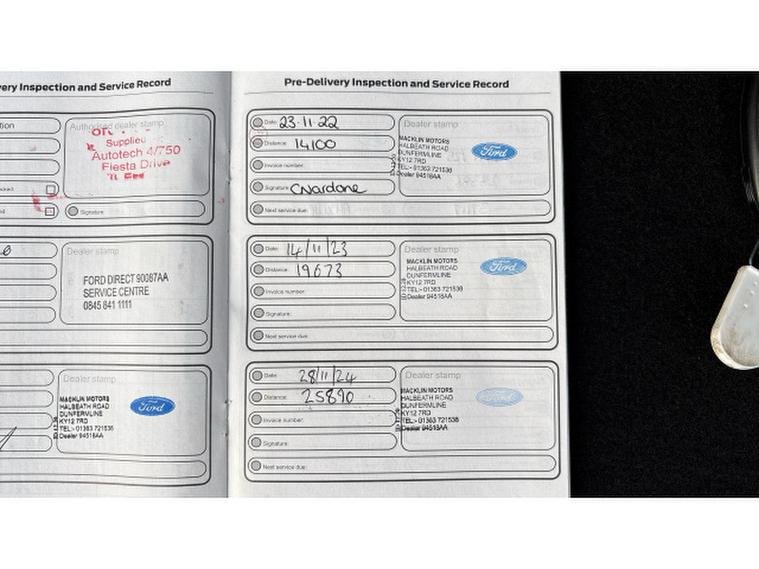 very Inspection and Service Record
tion
Authorised dealer stamp
Supplied
Autotech 4/750
Fiesta Drive
Signature
Dealer stamp
FORD DIRECT 90087AA
SERVICE CENTRE
0845 841 1111
Dealer stamp
MACKLIN MOTORS
HALBEATH ROAD
DUNFERMLINE
KY12 7RD
TEL:- 01383 721536
Dealer 94518AA
Ford
Pre-Delivery Inspection and Service Record
Date: 23.11.22
Distance: 14100
Invoice number:
Signature: CNardone
Next service due:
Dealer stamp
MACKLIN MOTORS
HALBEATH ROAD
DUNFERMLINE
KY12 7RD
TEL:- 01383 721536
Dealer 94518AA
Ford
Date: 14/11/23
Distance: 19673
Invoice number:
Signature:
Next service due:
Dealer stamp
MACKLIN MOTORS
HALBEATH ROAD
DUNFERMLINE
KY12 7RD
TEL:- 01383 721536
Dealer 94518AA
Ford
Date: 28/11/24
Distance: 25890
Invoice number:
Signature:
Next service due:
Dealer stamp
MACKLIN MOTORS
HALBEATH ROAD
DUNFERMLINE
KY12 7RD
TEL:- 01383 721536
Dealer 94518AA
Ford